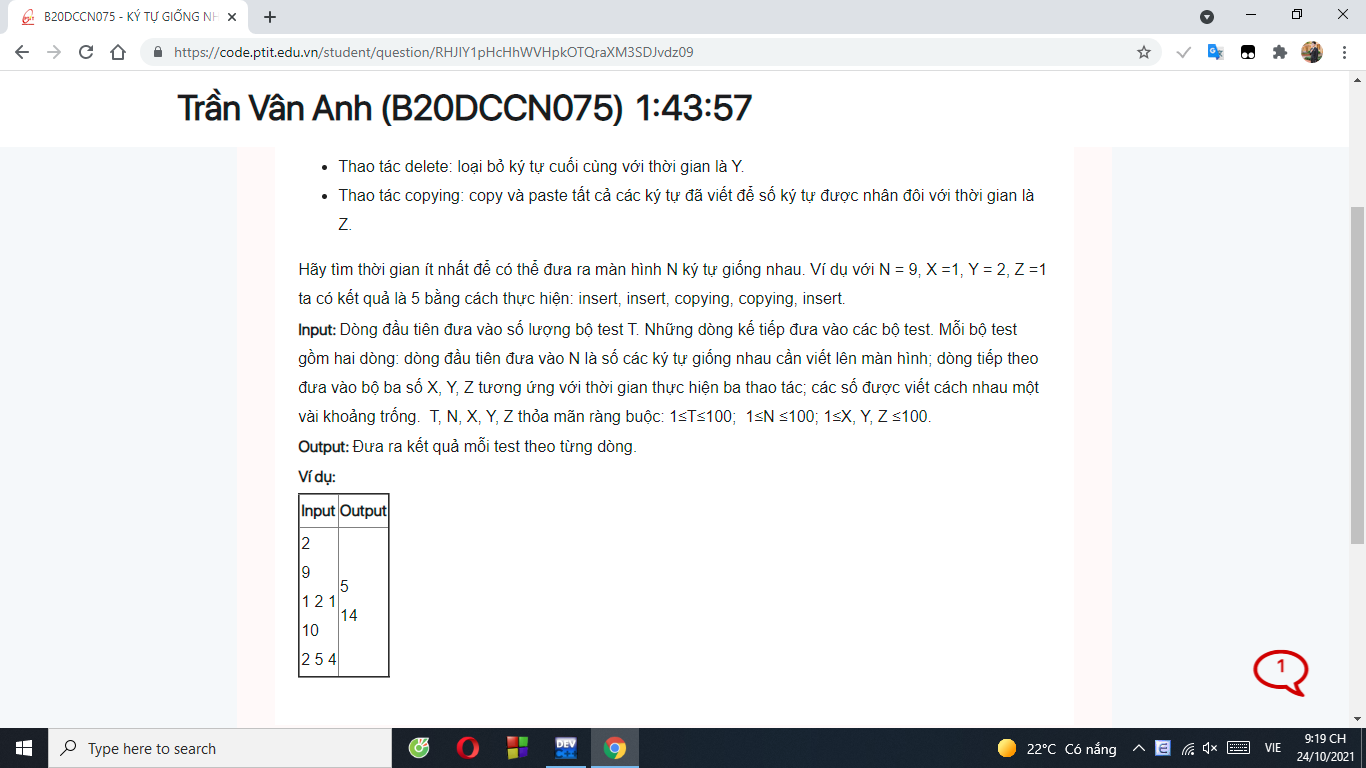 B20DCCN075 - KÝ TỰ GIỐNG NH
https://code.ptit.edu.vn/student/question/RHJlY1pHcHhWVHpkOTQraXM3SDJvdz09
Trần Vân Anh (B20DCCN075) 1:43:57
Thao tác delete: loại bỏ ký tự cuối cùng với thời gian là Y.
Thao tác copying: copy và paste tất cả các ký tự đã viết để số ký tự được nhân đôi với thời gian là
Z.
Hãy tìm thời gian ít nhất để có thể đưa ra màn hình N ký tự giống nhau. Ví dụ với N = 9, X =1, Y = 2, Z =1
ta có kết quả là 5 bằng cách thực hiện: insert, insert, copying, copying, insert.
Input: Dòng đầu tiên đưa vào số lượng bộ test T. Những dòng kế tiếp đưa vào các bộ test. Mỗi bộ test
gồm hai dòng: dòng đầu tiên đưa vào N là số các ký tự giống nhau cần viết lên màn hình; dòng tiếp theo
đưa vào bộ ba số X, Y, Z tương ứng với thời gian thực hiện ba thao tác; các số được viết cách nhau một
vài khoảng trống. T, N, X, Y, Z thỏa mãn ràng buộc: 1≤T≤100; 1≤N ≤100; 1≤X, Y, Z ≤100.
Output: Đưa ra kết quả mỗi test theo từng dòng.
Ví dụ:
Input Output
2
9
1 2 1
10
2 5 4
5
14
1
Type here to search
DEV
C++
22°C Có nắng
VIE
9:19 CH
24/10/2021